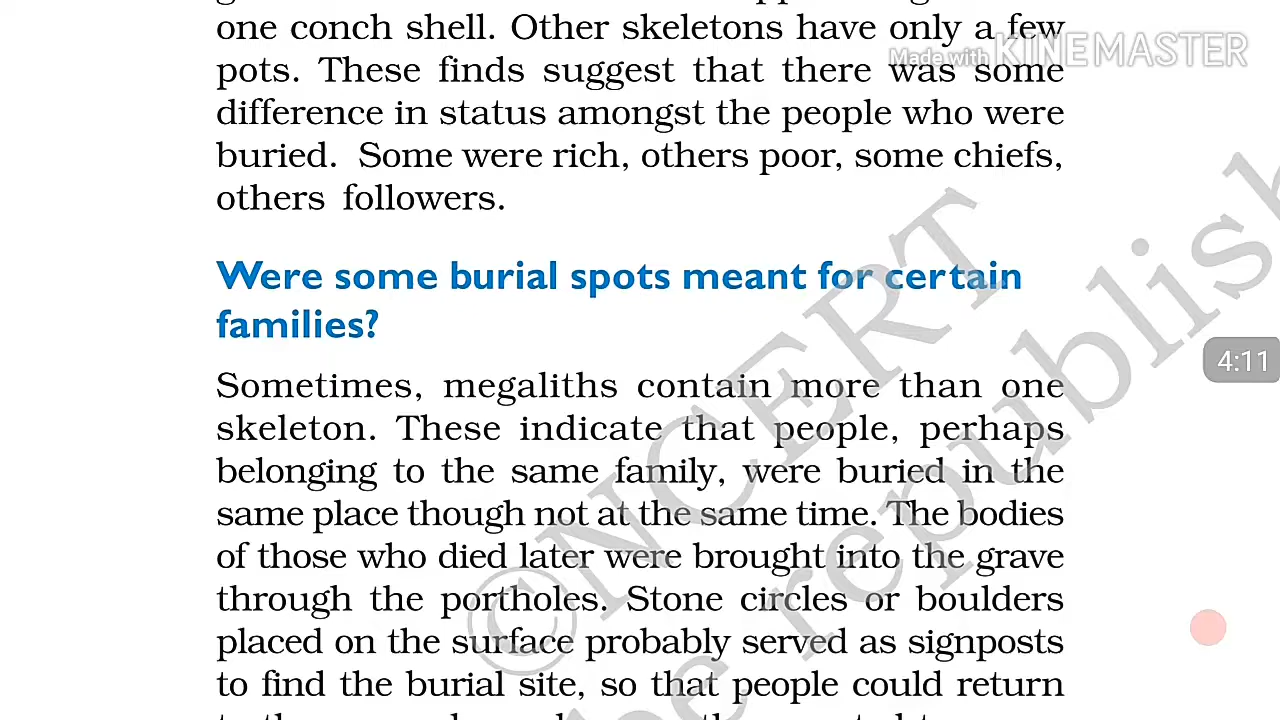 one conch shell. Other skeletons have only a few
Made with KINEMASTER
pots. These finds suggest that there was some
difference in status amongst the people who were
buried. Some were rich, others poor, some chiefs,
others followers.
Were some burial spots meant for certain
families?
4:11
Sometimes, megaliths contain more than one
skeleton. These indicate that people, perhaps
belonging to the same family, were buried in the
same place though not at the same time. The bodies
of those who died later were brought into the grave
through the portholes. Stone circles or boulders
placed on the surface probably served as signposts
to find the burial site, so that people could return
©NCERT
be republish